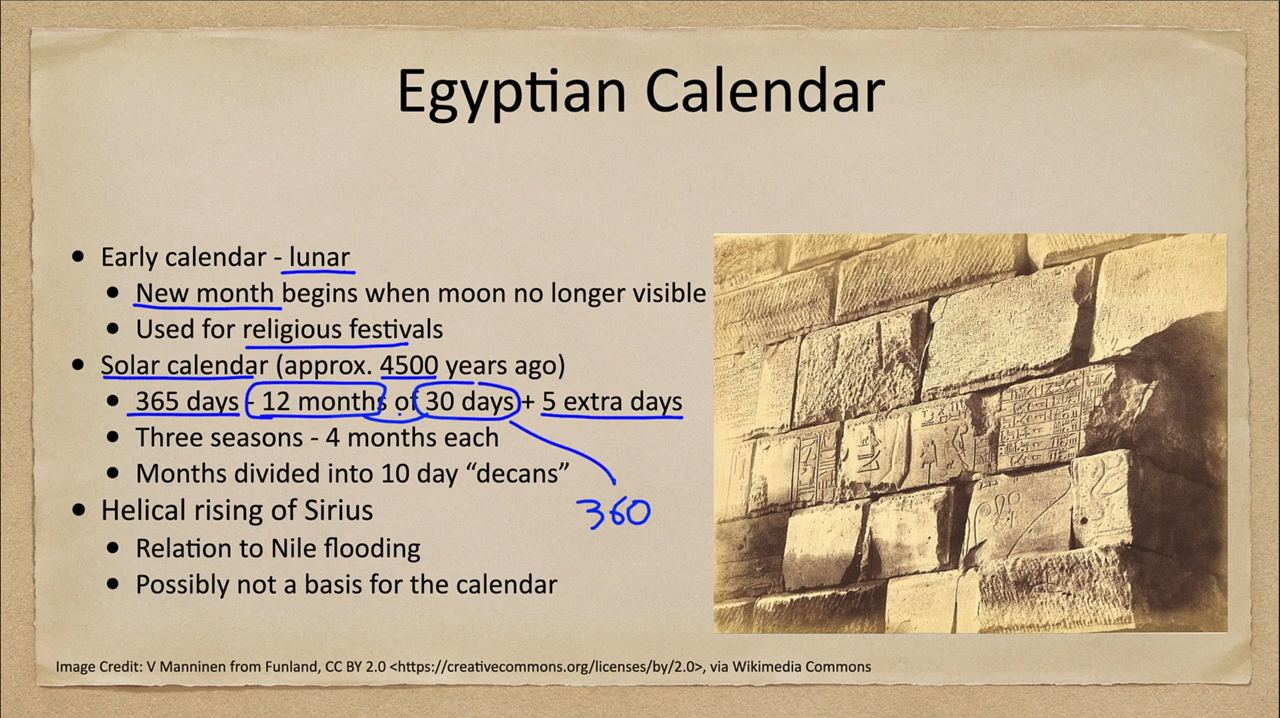 Egyptian Calendar
• Early calendar - lunar
• New month begins when moon no longer visible
• Used for religious festivals
• Solar calendar (approx. 4500 years ago)
• 365 days - 12 months of 30 days + 5 extra days
• Three seasons - 4 months each
• Months divided into 10 day “decans”
360
• Helical rising of Sirius
• Relation to Nile flooding
• Possibly not a basis for the calendar
Image Credit: V Manninen from Funland, CC BY 2.0 <https://creativecommons.org/licenses/by/2.0>, via Wikimedia Commons